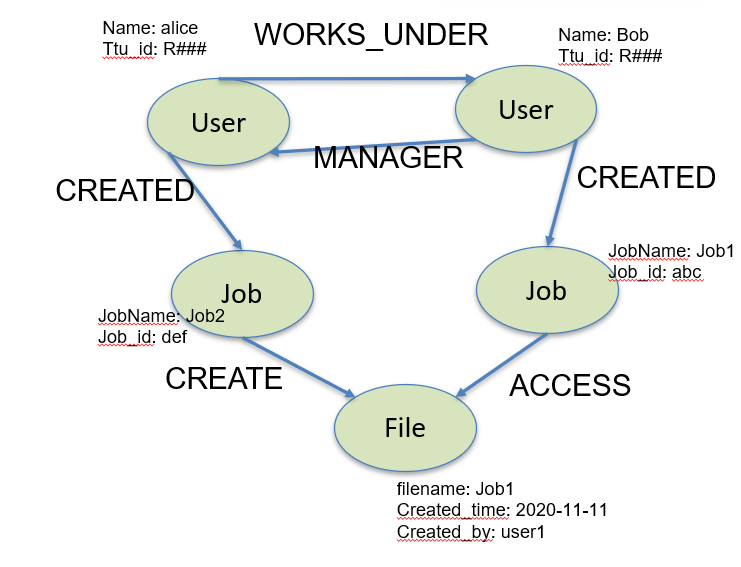 Name: alice
Ttu_id: R###
WORKS_UNDER
Name: Bob
Ttu_id: R###
User
User
MANAGER
CREATED
CREATED
JobName: Job1
Job_id: abc
Job
Job
JobName: Job2
Job_id: def
CREATE
ACCESS
File
filename: Job1
Created_time: 2020-11-11
Created_by: user1